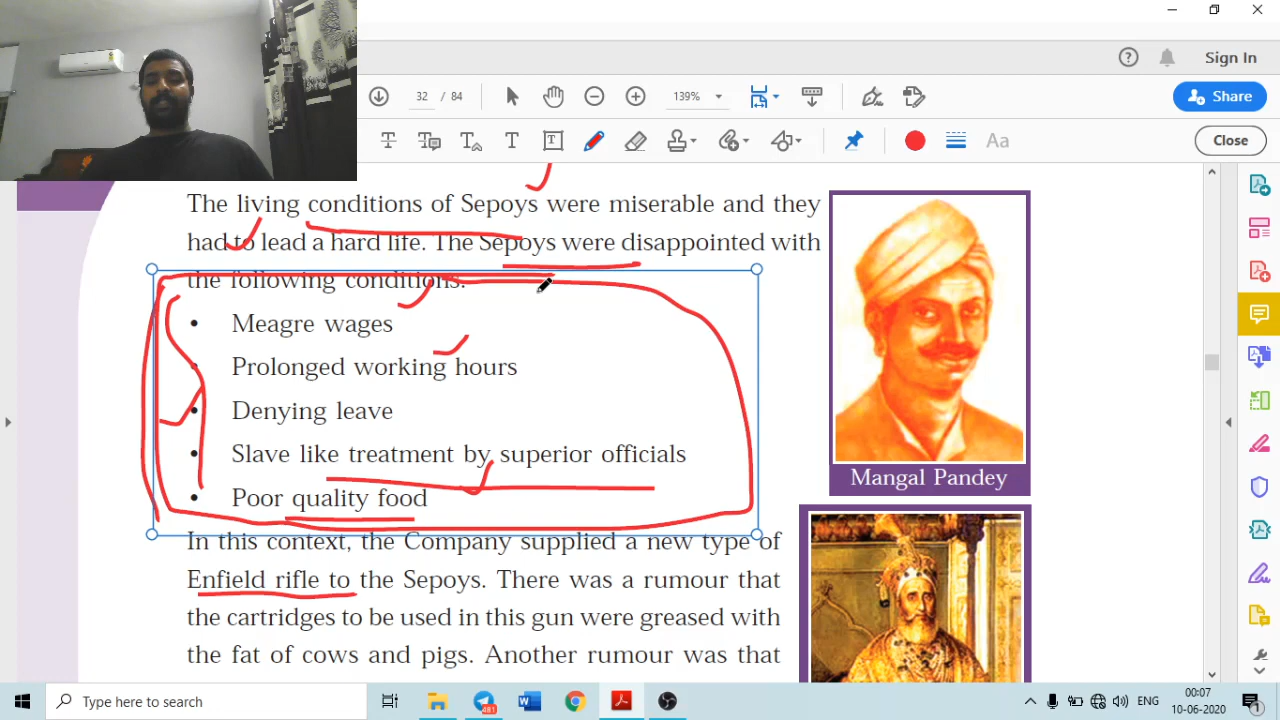 Sign In
32 / 84
139%
Share
Aa
Close
The living conditions of Sepoys were miserable and they
had to lead a hard life. The Sepoys were disappointed with
the following conditions.
• Meagre wages
• Prolonged working hours
• Denying leave
• Slave like treatment by superior officials
• Poor quality food
Mangal Pandey
In this context, the Company supplied a new type of
Enfield rifle to the Sepoys. There was a rumour that
the cartridges to be used in this gun were greased with
the fat of cows and pigs. Another rumour was that
Type here to search
481
ENG
00:07
10-06-2020
1